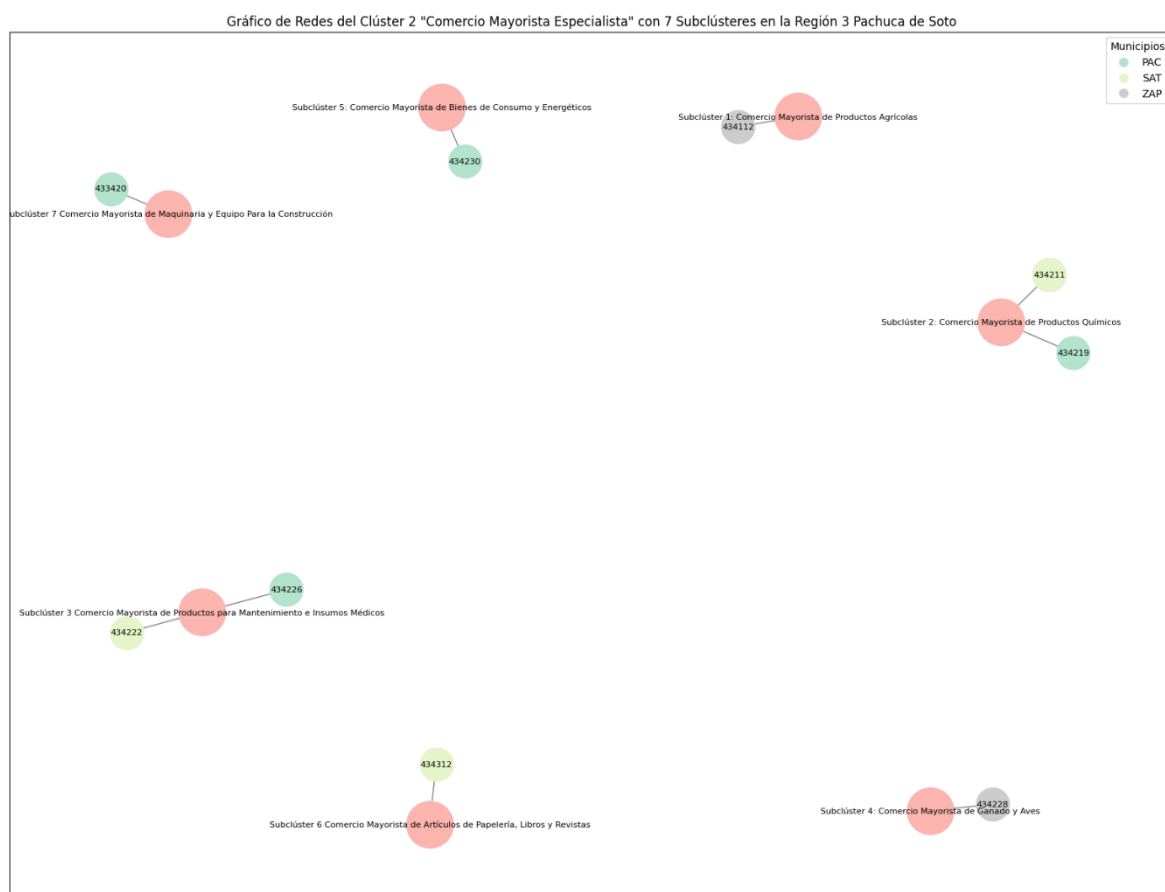 Gráfico de Redes del Clúster 2 "Comercio Mayorista Especialista" con 7 Subclústeres en la Región 3 Pachuca de Soto
Municipios
PAC
SAT
ZAP
Subclúster 5: Comercio Mayorista de Bienes de Consumo y Energéticos
434230
Subclúster 1: Comercio Mayorista de Productos Agrícolas
434112
433420
ubclúster 7 Comercio Mayorista de Maquinaria y Equipo Para la Construcción
434211
Subclúster 2: Comercio Mayorista de Productos Químicos
434219
434226
Subclúster 3 Comercio Mayorista de Productos para Mantenimiento e Insumos Médicos
434222
434312
Subclúster 6 Comercio Mayorista de Artículos de Papelería, Libros y Revistas
434228
Subclúster 4: Comercio Mayorista de Ganado y Aves